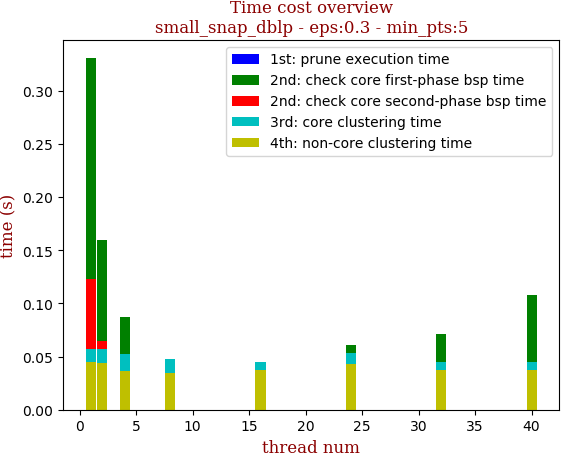 Time cost overview
small_snap_dblp - eps:0.3 - min_pts:5
1st: prune execution time
2nd: check core first-phase bsp time
2nd: check core second-phase bsp time
3rd: core clustering time
4th: non-core clustering time
time (s)
0.30
0.25
0.20
0.15
0.10
0.05
0.00
0 5 10 15 20 25 30 35 40
thread num